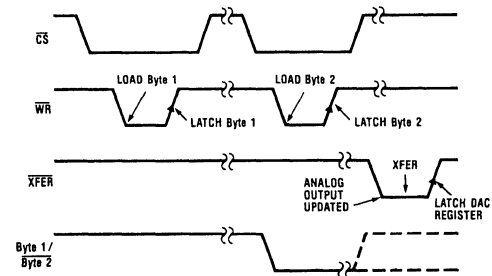 CS
LOAD Byte 1
LOAD Byte 2
WR
LATCH Byte 1
LATCH Byte 2
XFER
XFER
ANALOG
OUTPUT
UPDATED
LATCH DAC
REGISTER
Byte 1/
Byte 2